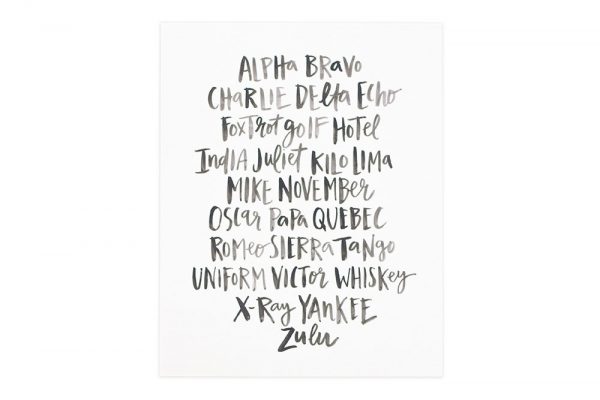 ALPHa BRaVo
CHaRLIE DElta EcHo
FoxTrot golF HoTel
IndIA Juliet KILO LIMA
MIKE NOVEMBeR
OScar PaPa QUEBEC
RoMeo SIERRa TaNgo
UNIFORM VICToR WHISKEy
X-Ray YANKEE
Zulu